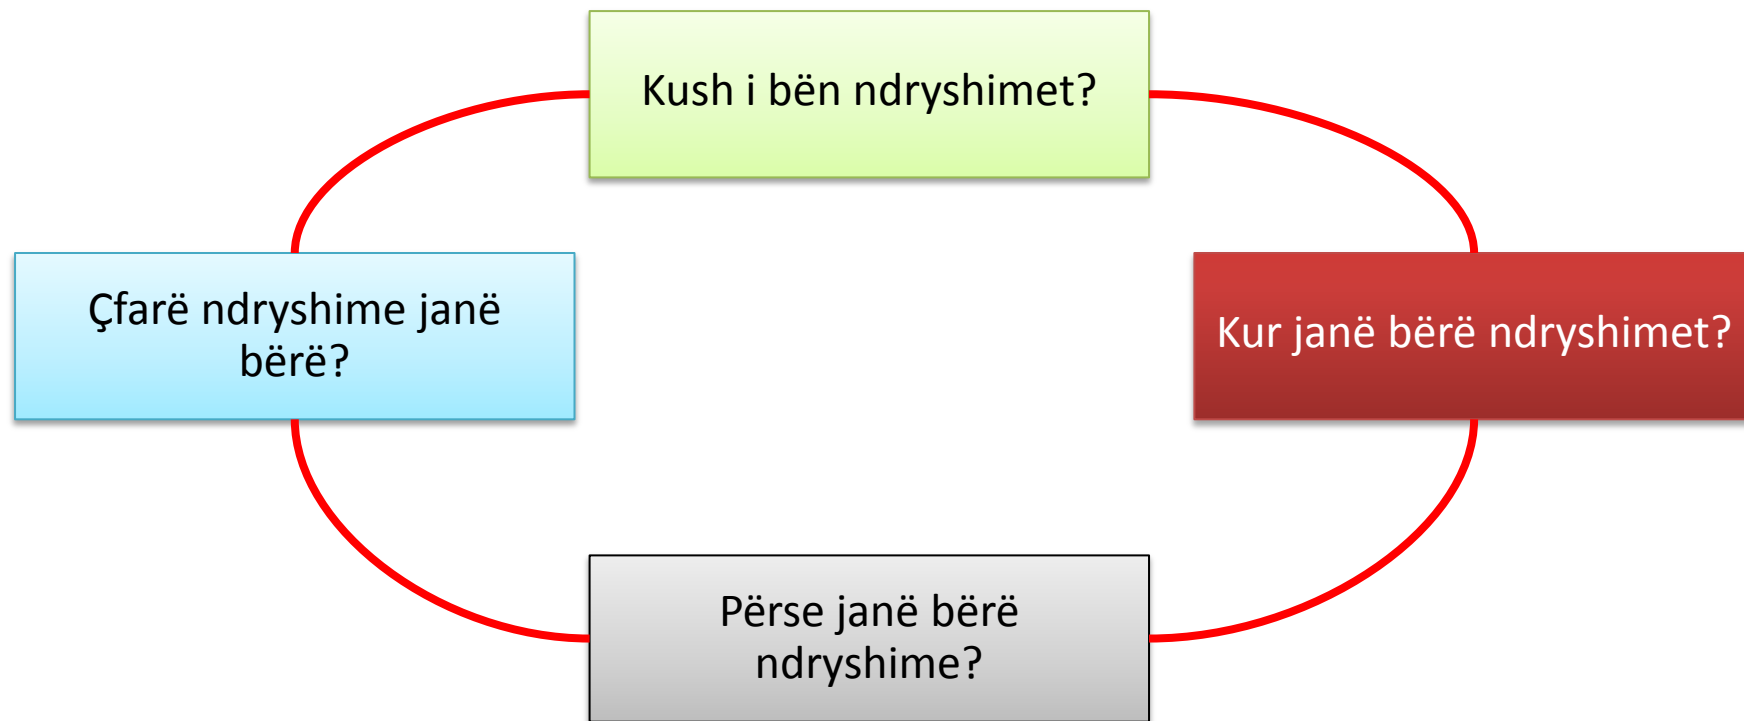 Kush i bën ndryshimet?
Çfarë ndryshime janë
bërë?
Kur janë bërë ndryshimet?
Përse janë bërë
ndryshime?